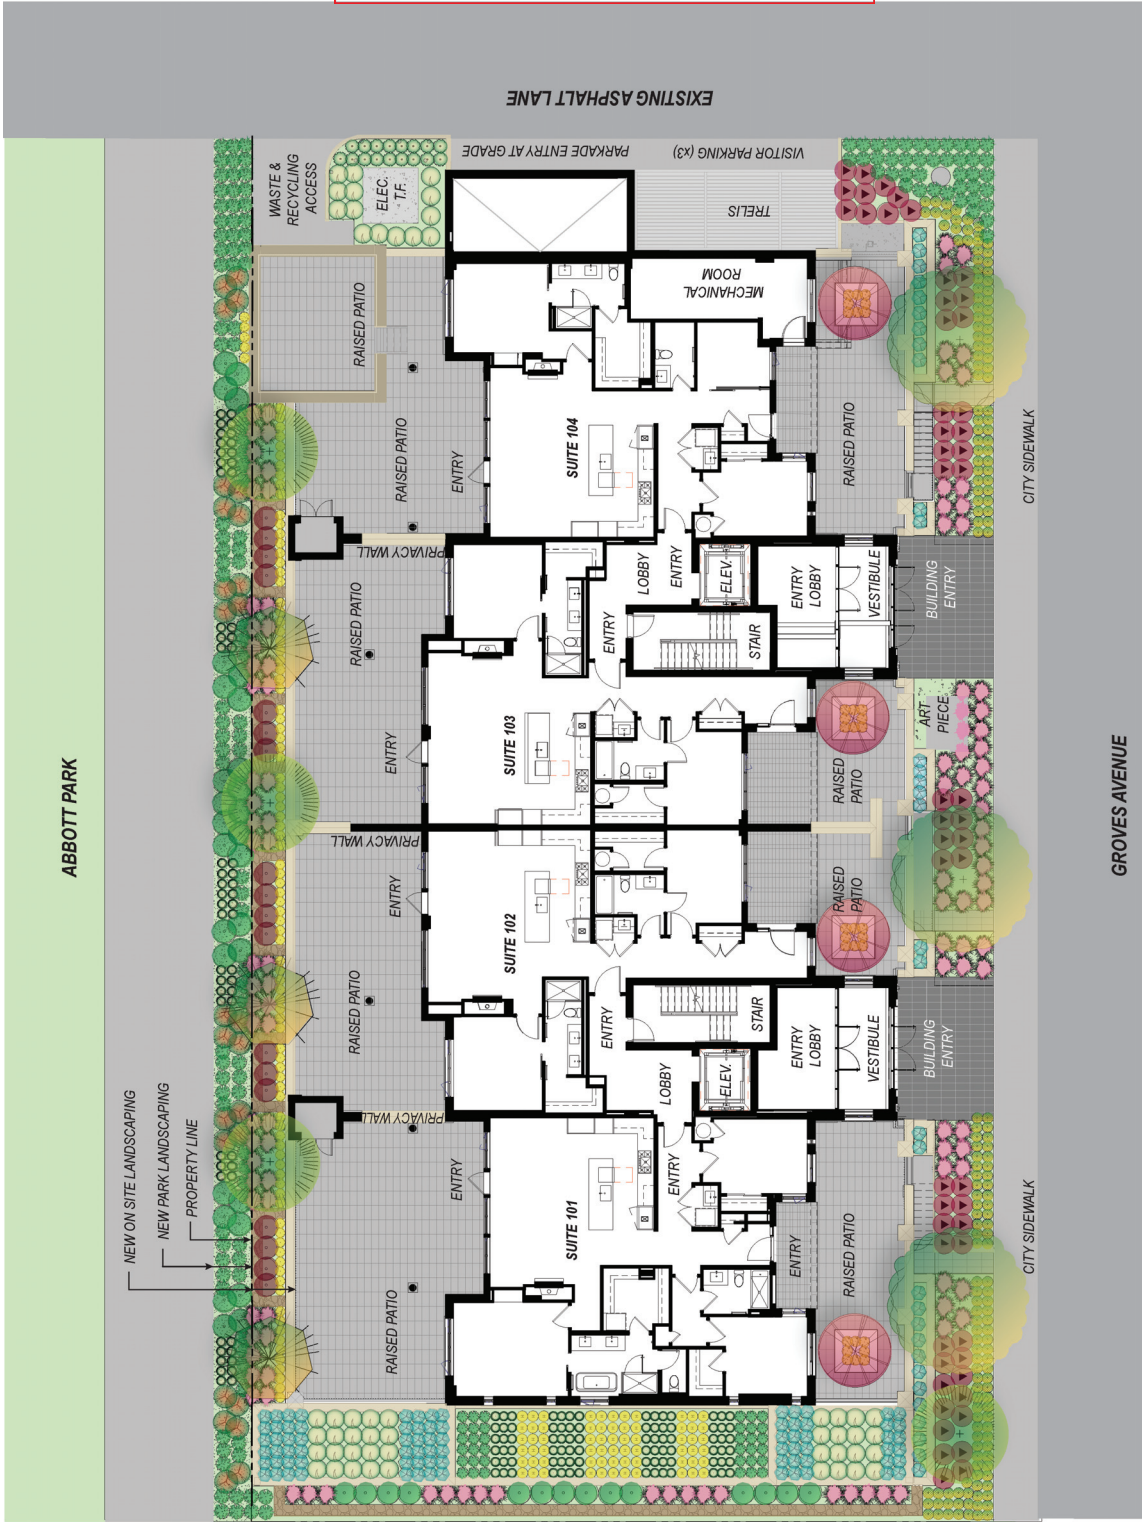 EXISTING ASPHALT LANE
WASTE &
RECYCLING
ACCESS
ELEC.
T.F.
PARKADE ENTRY AT GRADE
VISITOR PARKING (x3)
TRELIS
MECHANICAL
ROOM
RAISED PATIO
RAISED PATIO
ENTRY
SUITE 104
RAISED PATIO
CITY SIDEWALK
PRIVACY WALL
LOBBY
ENTRY
ELEV.
ENTRY
LOBBY
VESTIBULE
BUILDING
ENTRY
RAISED PATIO
ENTRY
STAIR
ENTRY
SUITE 103
RAISED
PATIO
ART
PIECE
ABBOTT PARK
GROVES AVENUE
PRIVACY WALL
ENTRY
SUITE 102
RAISED
PATIO
RAISED PATIO
ENTRY
STAIR
ENTRY
LOBBY
VESTIBULE
BUILDING
ENTRY
LOBBY
ELEV.
PRIVACY WALL
NEW ON SITE LANDSCAPING
NEW PARK LANDSCAPING
PROPERTY LINE
ENTRY
SUITE 101
ENTRY
ENTRY
RAISED PATIO
RAISED PATIO
CITY SIDEWALK